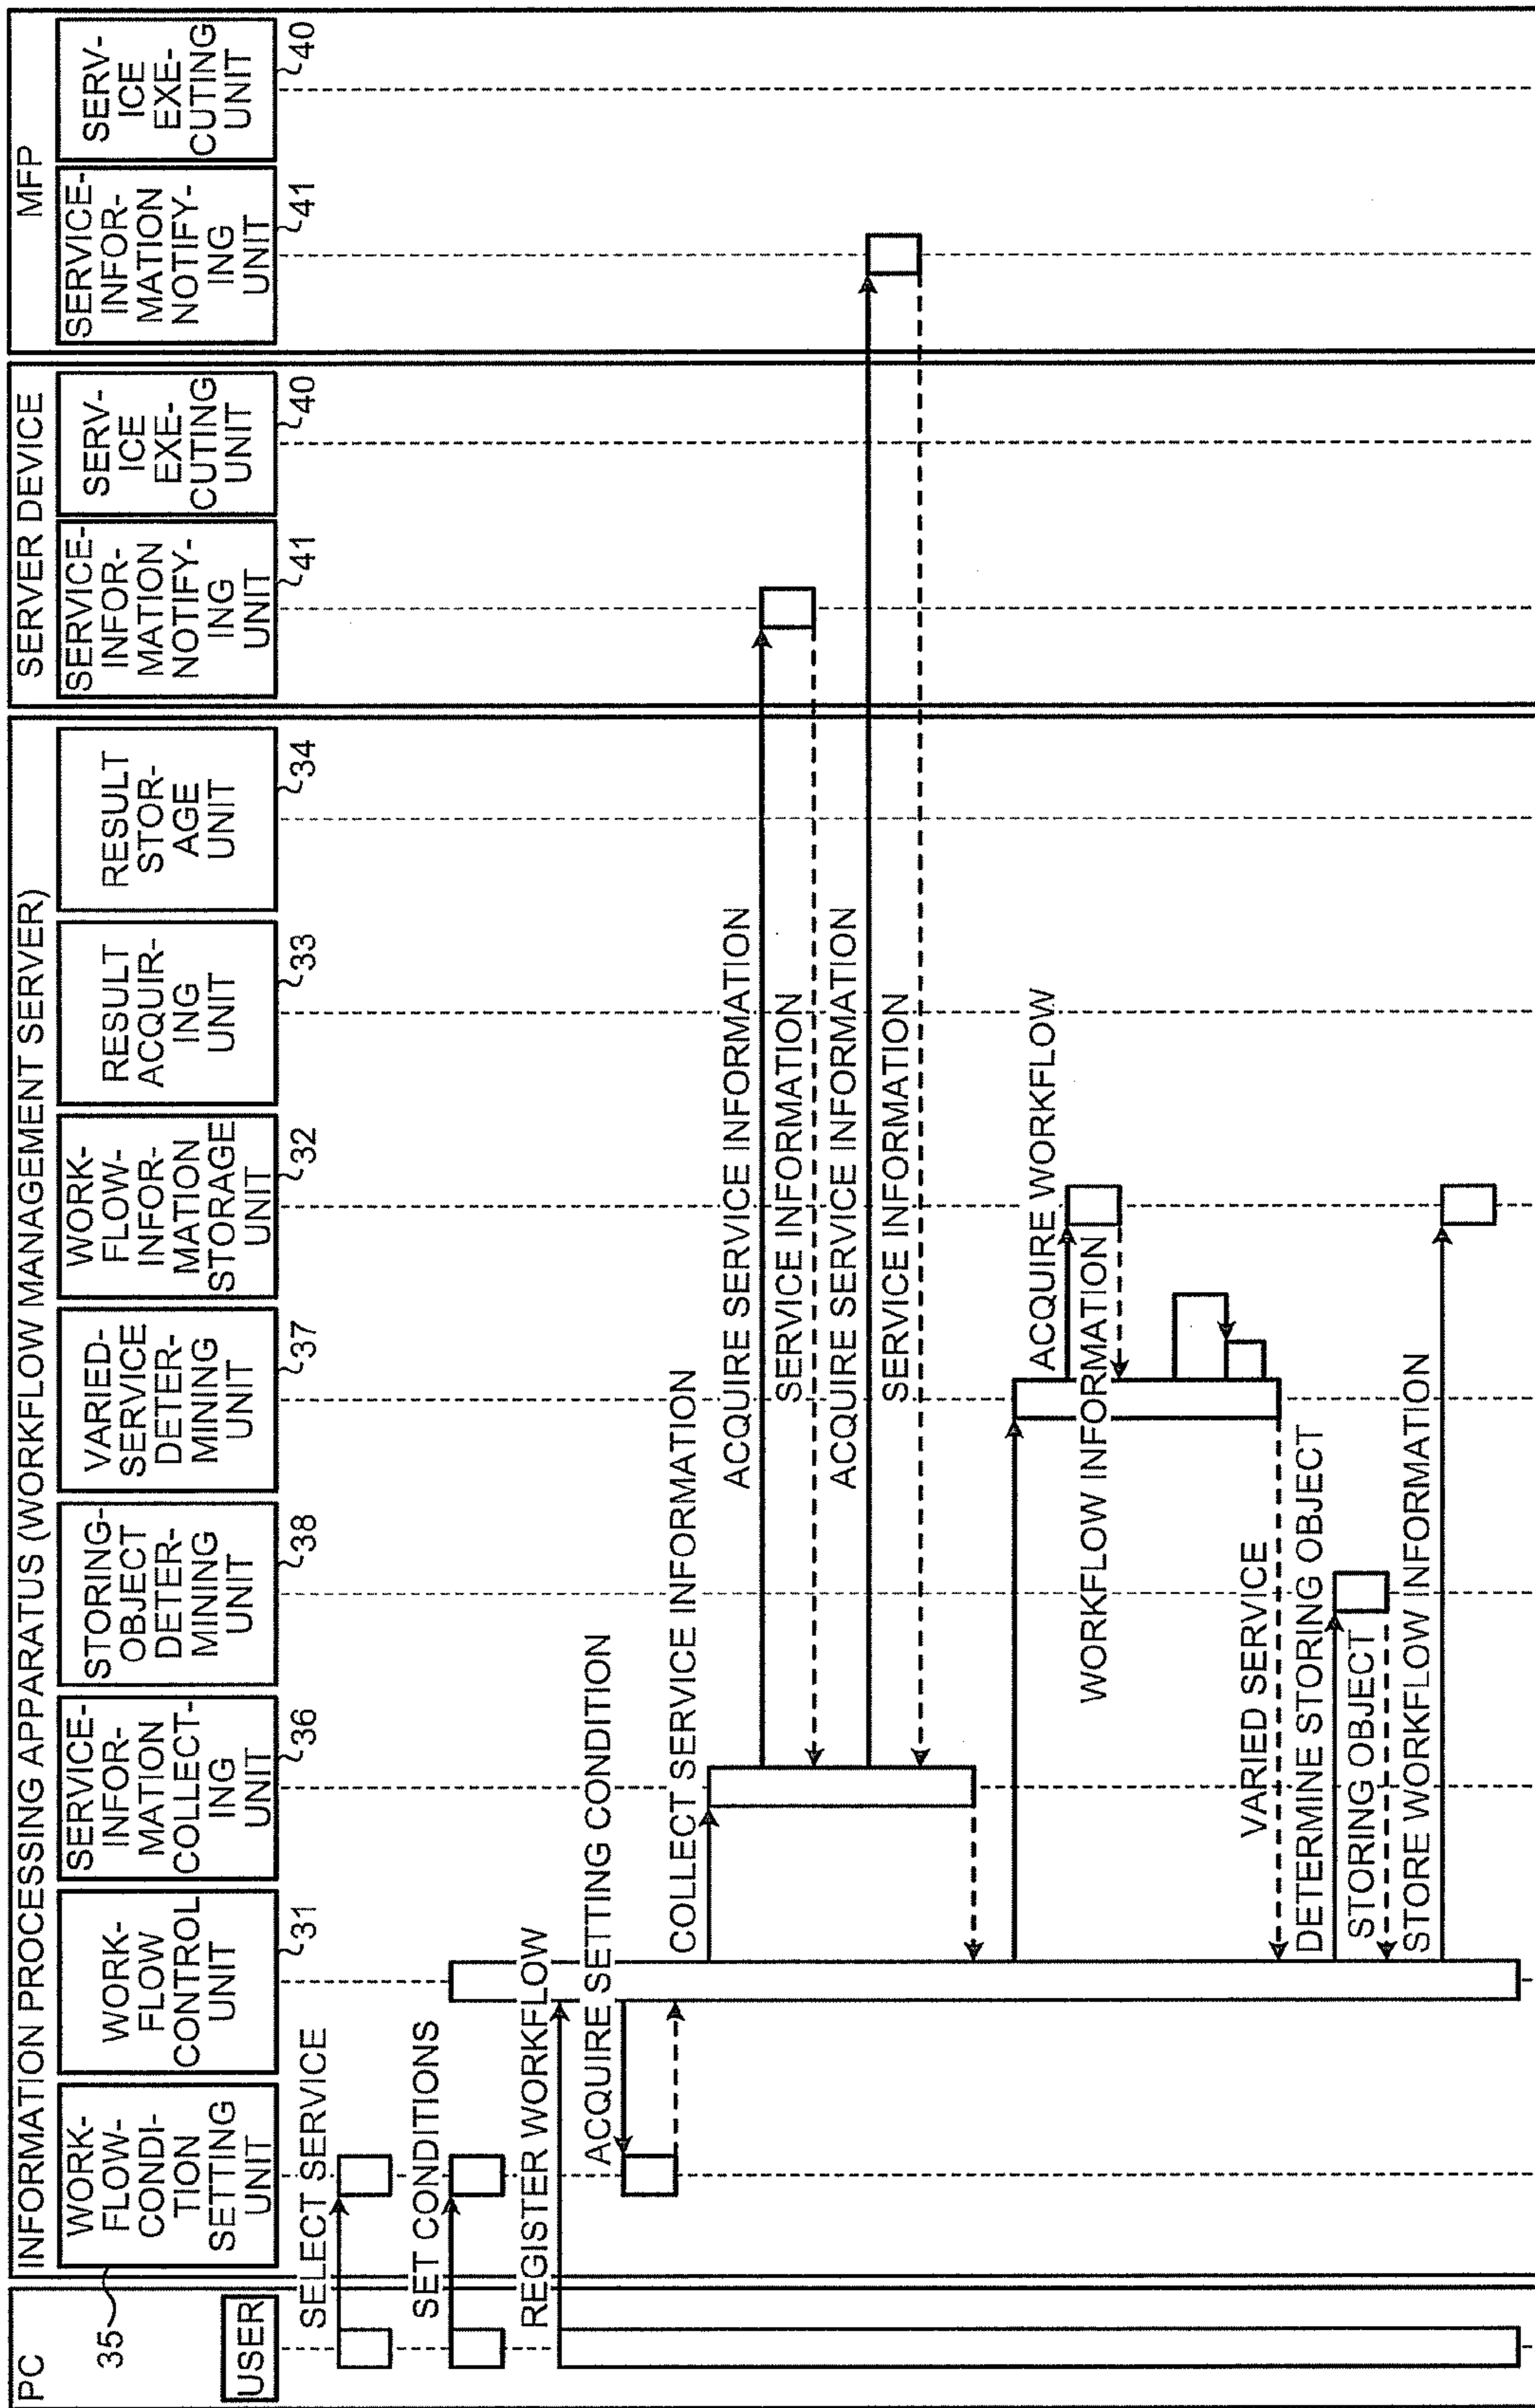 PC
INFORMATION PROCESSING APPARATUS (WORKFLOW MANAGEMENT SERVER)
SERVER DEVICE
MFP
35
USER
WORK-
FLOW-
CONDI-
TION
SETTING
UNIT
WORK-
FLOW
CONTROL
UNIT
31
SERVICE-
INFOR-
MATION
COLLECT-
ING
UNIT
36
STORING-
OBJECT
DETER-
MINING
UNIT
38
VARIED-
SERVICE
DETER-
MINING
UNIT
37
WORK-
FLOW-
INFOR-
MATION
STORAGE
UNIT
32
RESULT
ACQUIR-
ING
UNIT
33
RESULT
STOR-
AGE
UNIT
34
SERVICE-
INFOR-
MATION
NOTIFY-
ING
UNIT
41
SERV-
ICE
EXE-
CUTING
UNIT
40
SERVICE-
INFOR-
MATION
NOTIFY-
ING
UNIT
41
SERV-
ICE
EXE-
CUTING
UNIT
40
SELECT SERVICE
SET CONDITIONS
REGISTER WORKFLOW
ACQUIRE SETTING CONDITION
COLLECT SERVICE INFORMATION
ACQUIRE SERVICE INFORMATION
SERVICE INFORMATION
ACQUIRE SERVICE INFORMATION
SERVICE INFORMATION
ACQUIRE WORKFLOW
WORKFLOW INFORMATION
VARIED SERVICE
DETERMINE STORING OBJECT
STORING OBJECT
STORE WORKFLOW INFORMATION